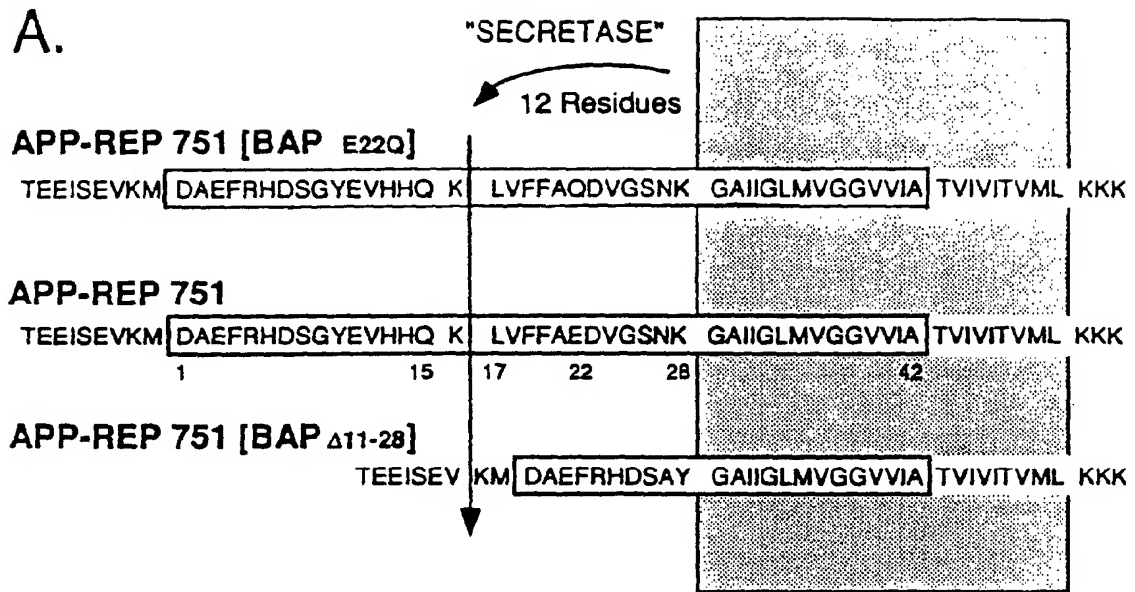 A.
"SECRETASE"
12 Residues
APP-REP 751 [BAP E22Q]
TEEISEVKM DAEFRHDSGYEVHHQ K LVFFAQDVGSNK GAIIGLMVGGVVIA TVIVITVML KKK
APP-REP 751
TEEISEVKM DAEFRHDSGYEVHHQ K LVFFAEDVGSNK GAIIGLMVGGVVIA TVIVITVML KKK
1 15 17 22 28 42
APP-REP 751 [BAP Δ11-28]
TEEISEV KM DAEFRHDSAY GAIIGLMVGGVVIA TVIVITVML KKK